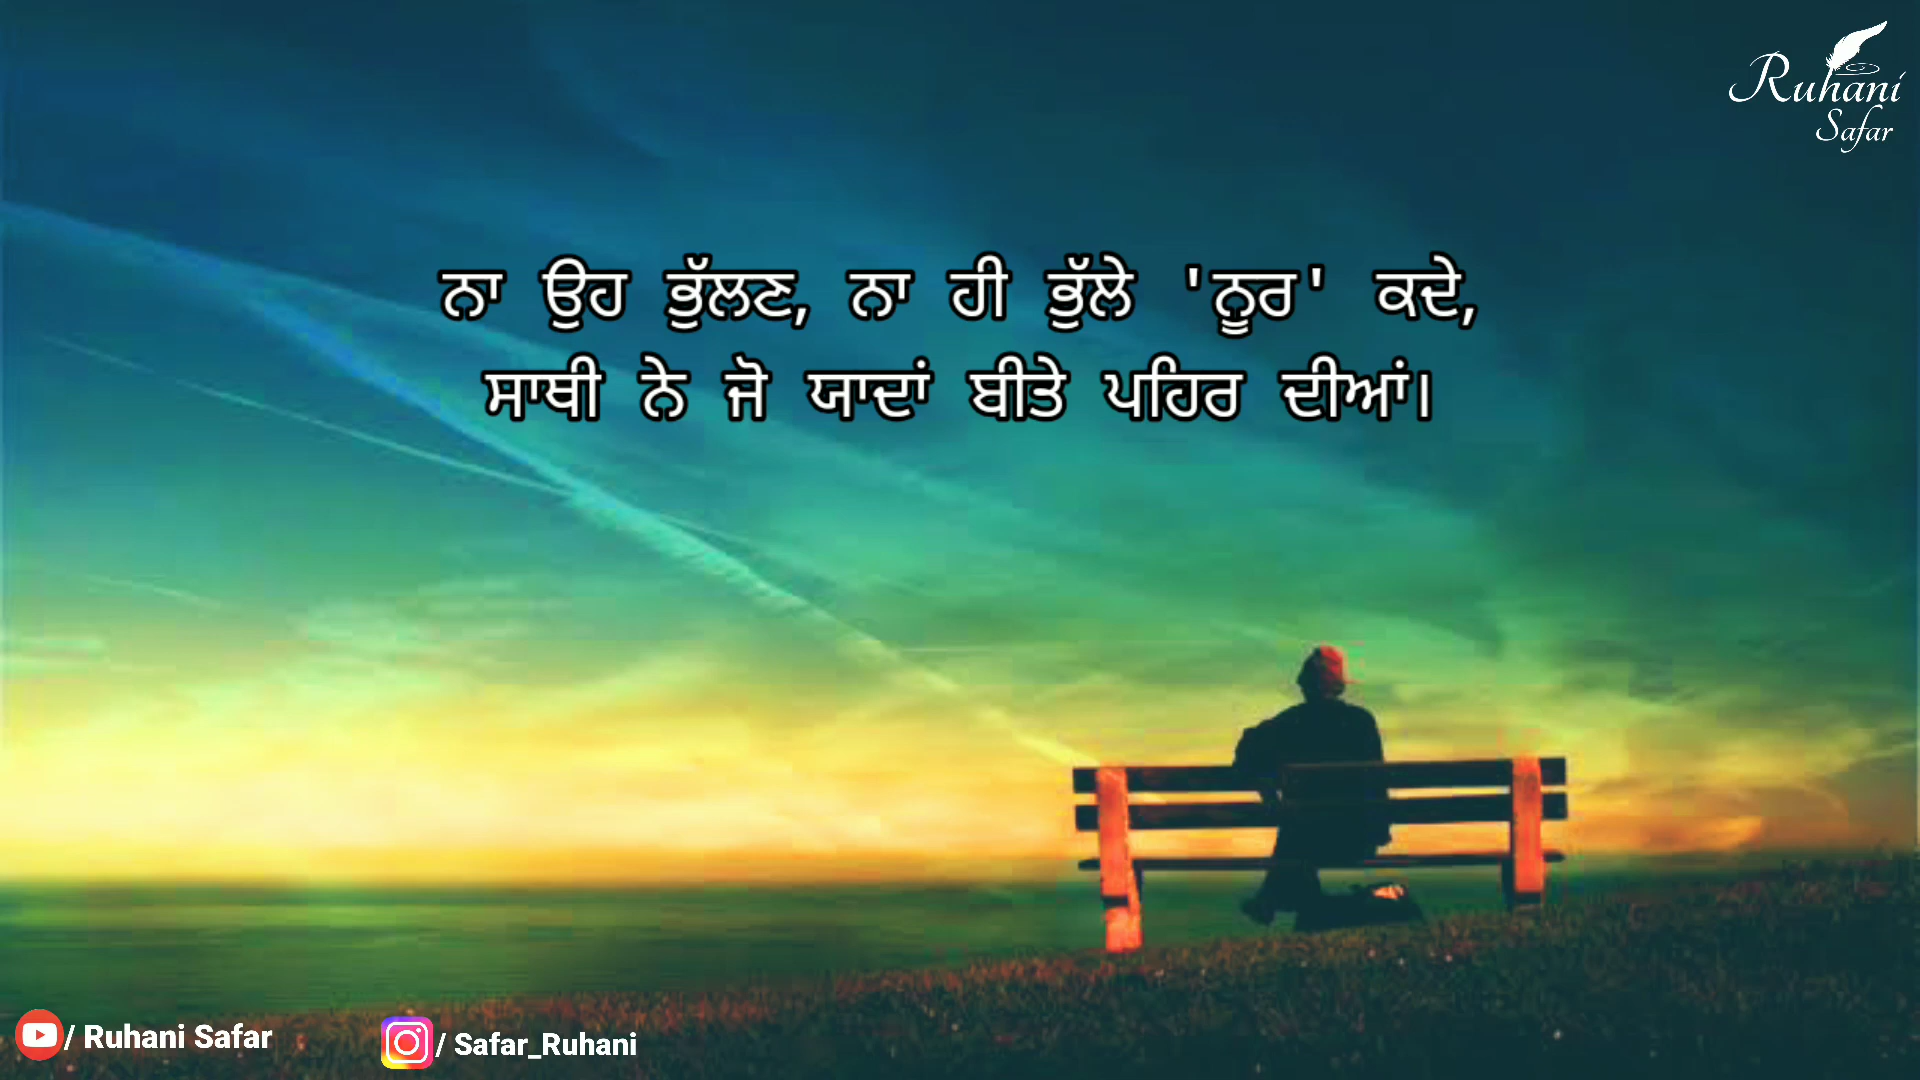 Ruhani
Safar
ਨਾ ਉਹ ਭੁੱਲਣ, ਨਾ ਹੀ ਭੁੱਲੇ 'ਨੂਰ' ਕਦੇ,
ਸਾਥੀ ਨੇ ਜੋ ਯਾਦਾਂ ਬੀਤੇ ਪਹਿਰ ਦੀਆਂ।
/ Ruhani Safar
/ Safar_Ruhani